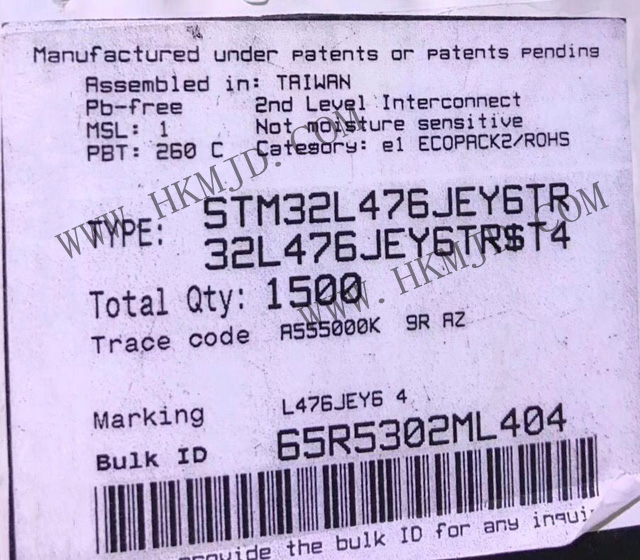 Manufactured under patents or patents pending
Assembled in: TAIWAN
Pb-free 2nd Level Interconnect
MSL: 1 Not moisture sensitive
PBT: 260 C Category: e1 ECOPACK2/ROHS
TYPE: STM32L476JEY6TR
32L476JEY6TR$T4
Total Qty: 1500
Trace code A555000K 9R AZ
Marking L476JEY6 4
Bulk ID 65R5302ML404
provide the bulk ID for any
WWW.HKMJD.COM
WWW.HKMJD.COM